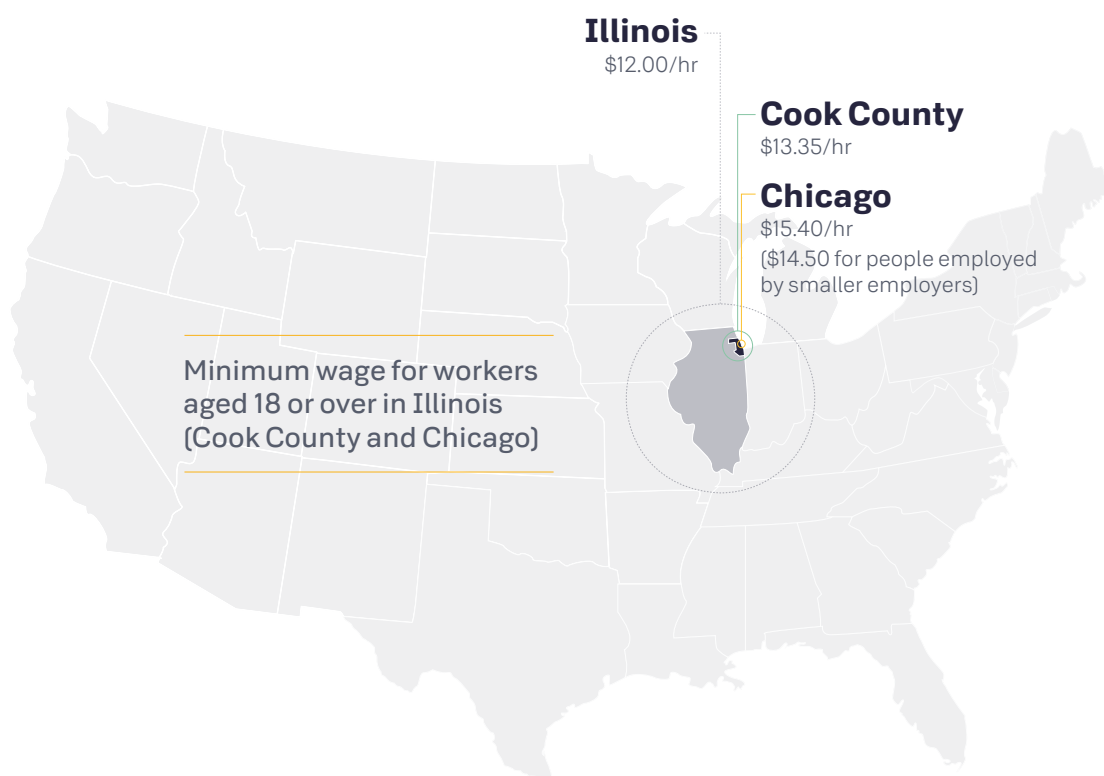 Illinois
$12.00/hr
Cook County
$13.35/hr
Chicago
$15.40/hr
($14.50 for people employed
by smaller employers)
Minimum wage for workers
aged 18 or over in Illinois
(Cook County and Chicago)